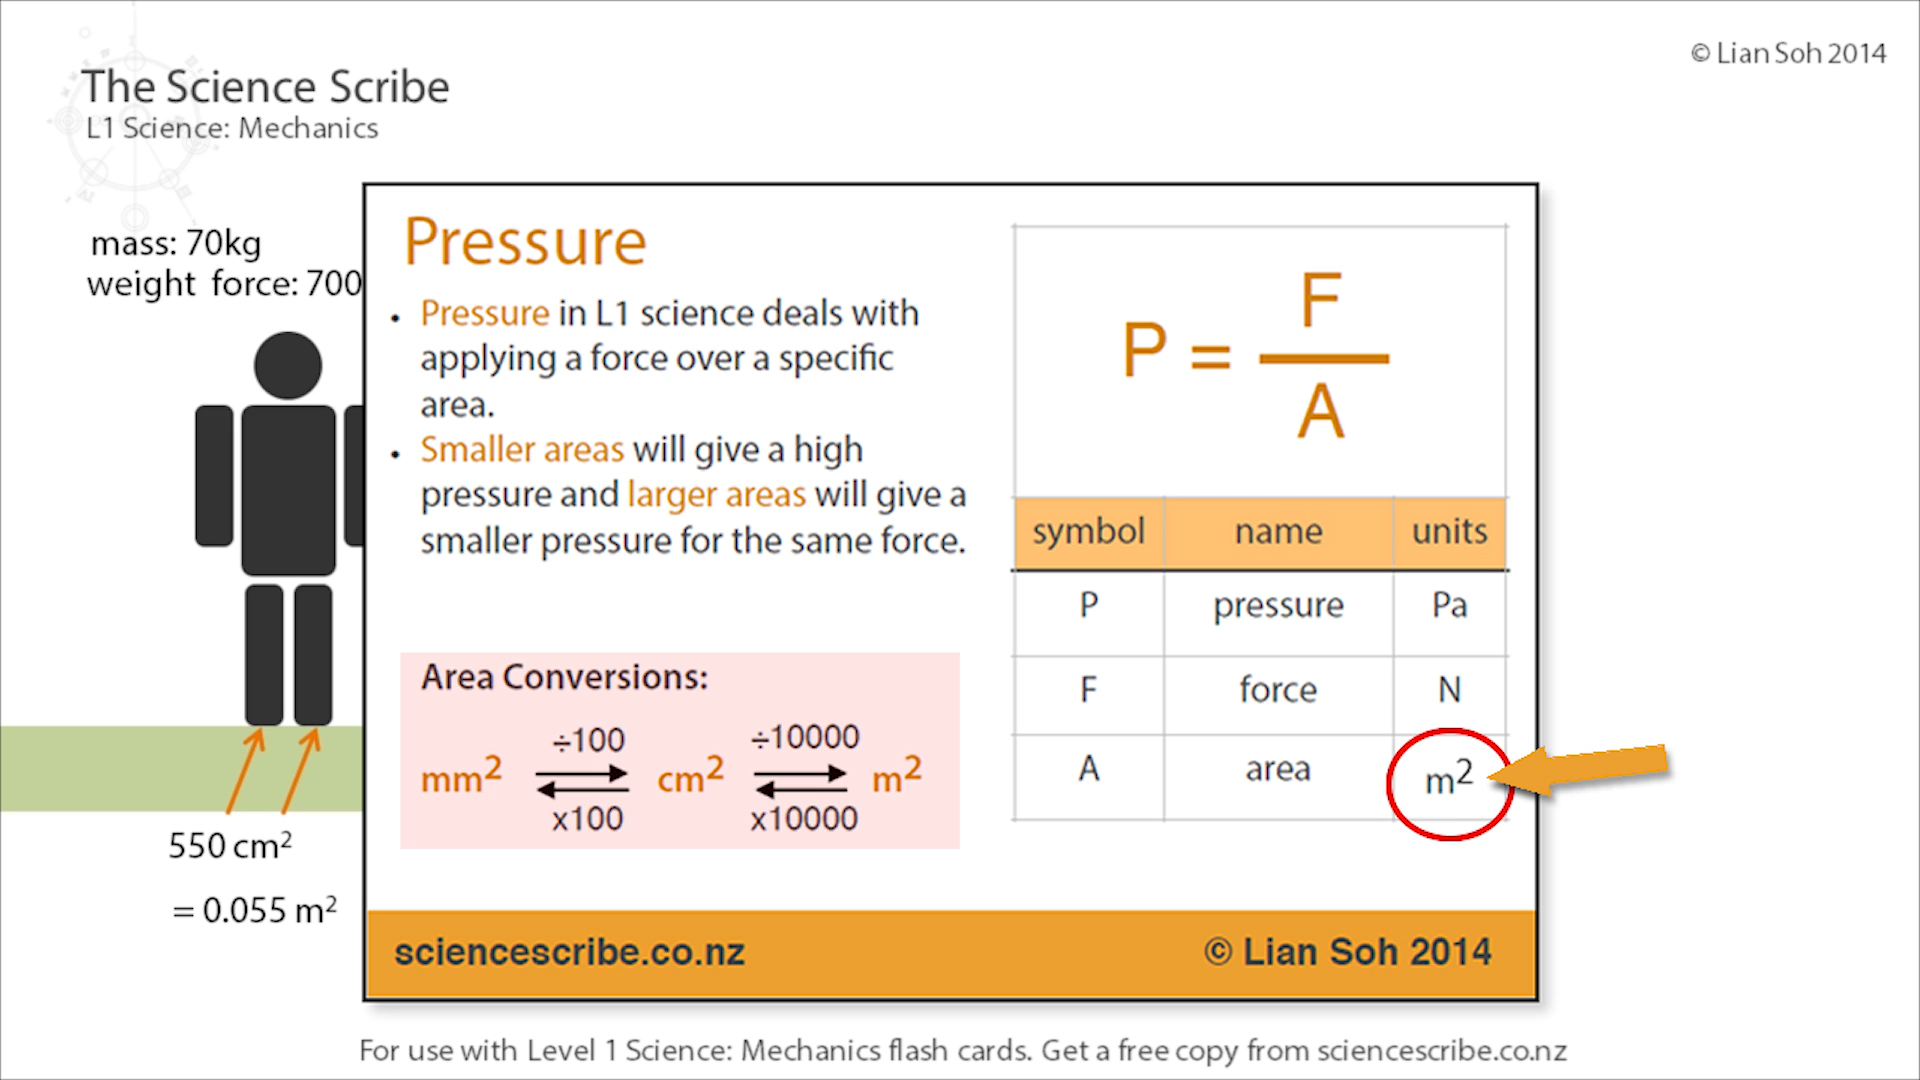 © Lian Soh 2014
The Science Scribe
L1 Science: Mechanics
mass: 70kg
weight force: 700
550 cm²
= 0.055 m²
Pressure
• Pressure in L1 science deals with
applying a force over a specific
area.
• Smaller areas will give a high
pressure and larger areas will give a
smaller pressure for the same force.
Area Conversions:
÷100 ÷10000
mm² cm² m²
x100 x10000
P = F
A
symbol name units
P pressure Pa
F force N
A area m²
sciencescribe.co.nz © Lian Soh 2014
For use with Level 1 Science: Mechanics flash cards. Get a free copy from sciencescribe.co.nz